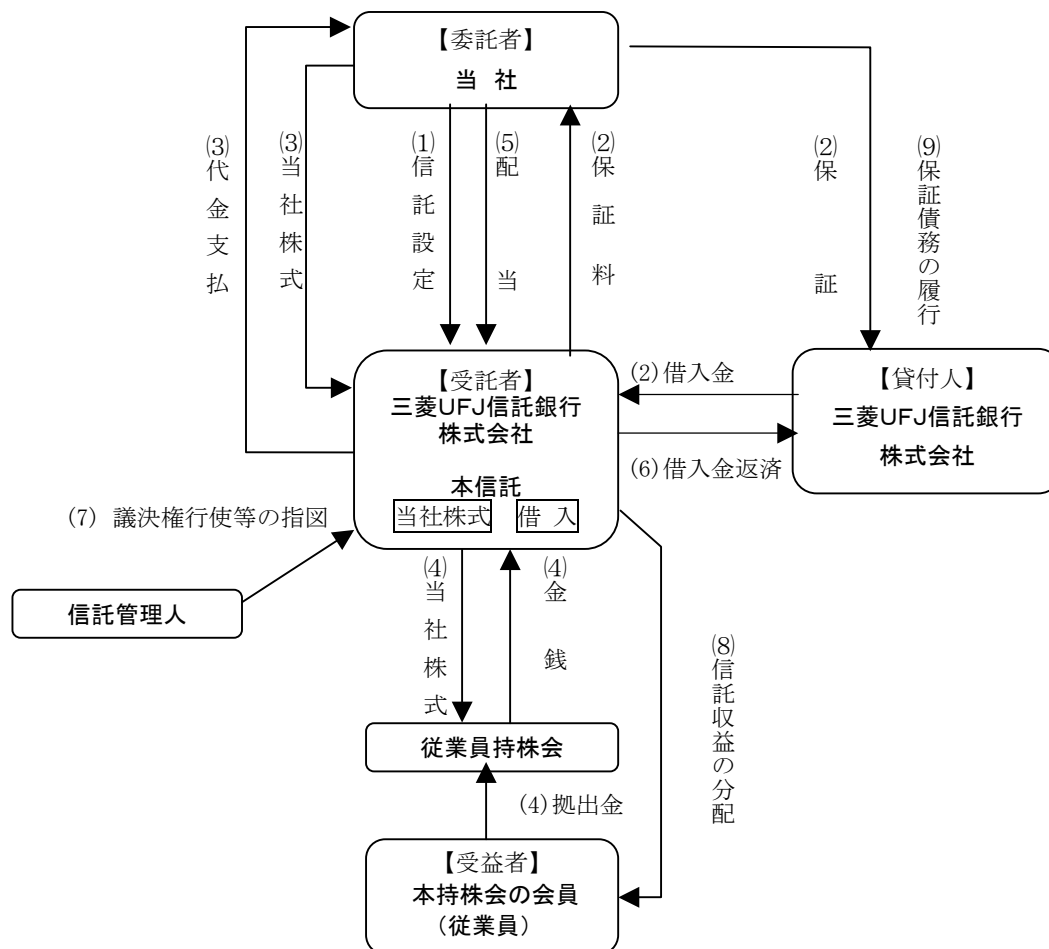 【委託者】
当 社
⑶代金支払
⑶当社株式
⑴信託設定
⑸配当
⑵保証料
⑵保証
⑼保証債務の履行
【受託者】
三菱UFJ信託銀行
株式会社
本信託
当社株式 借 入
(2)借入金
(6)借入金返済
【貸付人】
三菱UFJ信託銀行
株式会社
(7) 議決権行使等の指図
信託管理人
⑷当社株式
⑷金銭
⑻信託収益の分配
従業員持株会
(4)拠出金
【受益者】
本持株会の会員
（従業員）